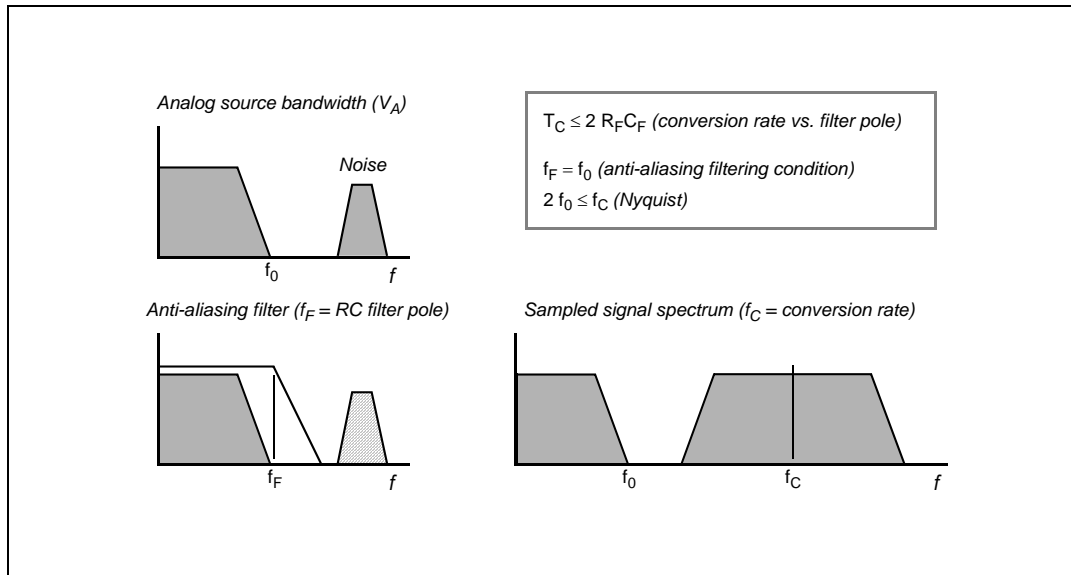 Analog source bandwidth (VA)
Noise
f0
f
TC ≤ 2 RFCF (conversion rate vs. filter pole)
fF = f0 (anti-aliasing filtering condition)
2 f0 ≤ fC (Nyquist)
Anti-aliasing filter (fF = RC filter pole)
fF
f
Sampled signal spectrum (fC = conversion rate)
f0
fC
f